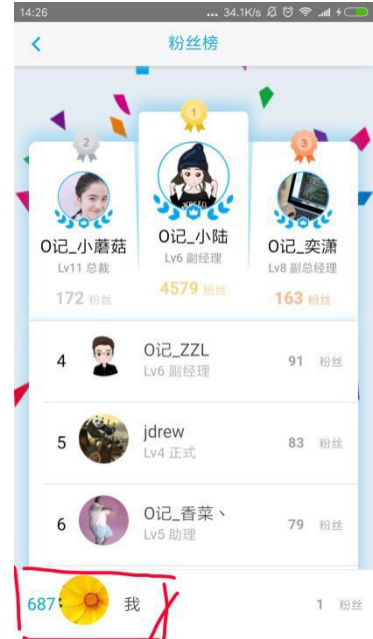 14:26
... 34.1K/s
粉丝榜
1
2
3
O记_小陆
Lv6 副经理
4579 粉丝
O记_小蘑菇
Lv11 总裁
172 粉丝
O记_奕潇
Lv8 副总经理
163 粉丝
4 O记_ZZL 91 粉丝
Lv6 副经理
5 jdrew 83 粉丝
Lv4 正式
6 O记_香菜、 79 粉丝
Lv5 助理
687 我 1 粉丝